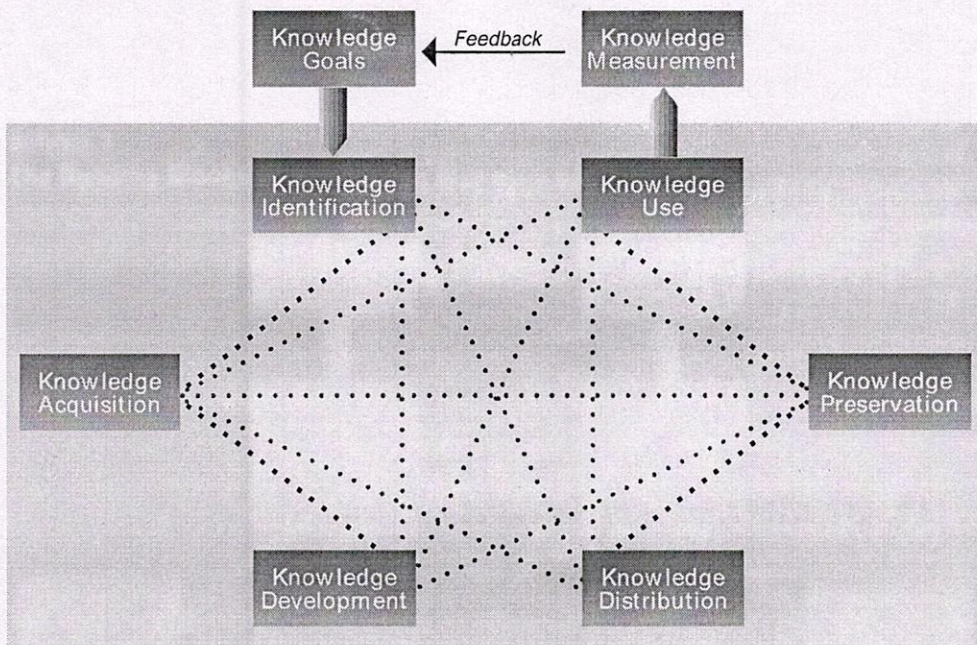 Knowledge
Goals
Feedback
Knowledge
Measurement
Knowledge
Identification
Knowledge
Use
Knowledge
Acquisition
Knowledge
Preservation
Knowledge
Development
Knowledge
Distribution